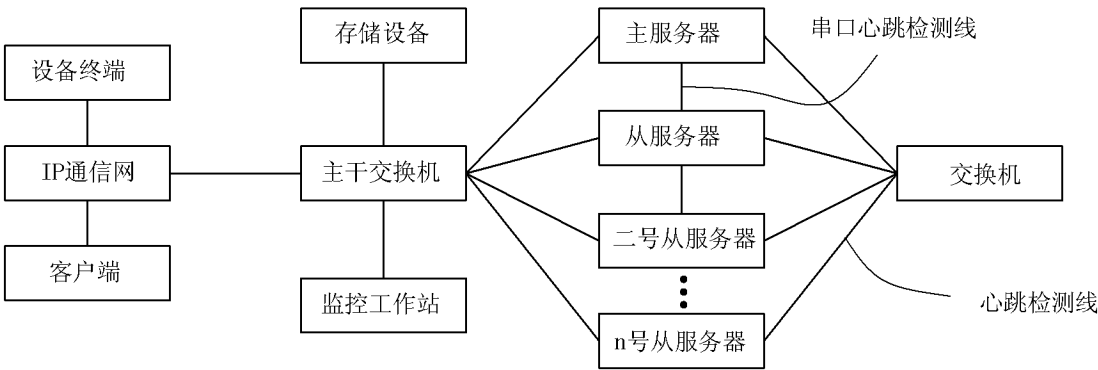 设备终端
IP通信网
客户端
存储设备
主干交换机
监控工作站
主服务器
从服务器
二号从服务器
n号从服务器
串口心跳检测线
交换机
心跳检测线